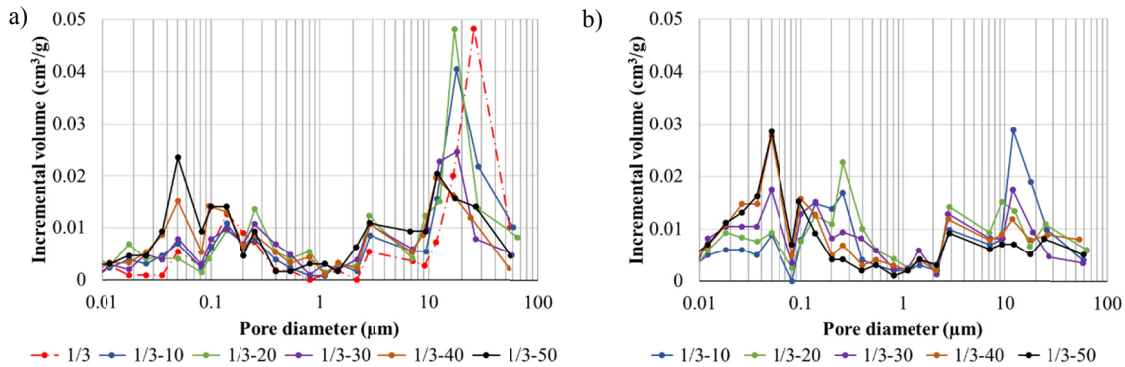 a)
Incremental volume (cm³/g)
0.05
0.04
0.03
0.02
0.01
0
0.01 0.1 1 10 100
Pore diameter (µm)
1/3 1/3-10 1/3-20 1/3-30 1/3-40 1/3-50
b)
Incremental volume (cm³/g)
0.05
0.04
0.03
0.02
0.01
0
0.01 0.1 1 10 100
Pore diameter (µm)
1/3-10 1/3-20 1/3-30 1/3-40 1/3-50